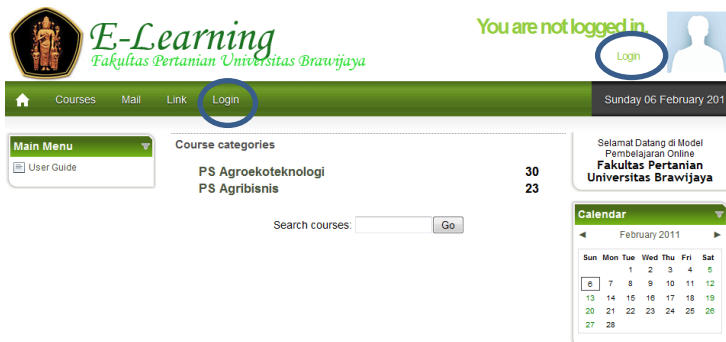 E-Learning
Fakultas Pertanian Universitas Brawijaya
You are not logged in.
Login
Courses Mail Link Login
Sunday 06 February 201
Main Menu
User Guide
Course categories
PS Agroekoteknologi 30
PS Agribisnis 23
Search courses: Go
Selamat Datang di Model
Pembelajaran Online
Fakultas Pertanian
Universitas Brawijaya
Calendar
◄ February 2011 ►
Sun Mon Tue Wed Thu Fri Sat
1 2 3 4 5
6 7 8 9 10 11 12
13 14 15 16 17 18 19
20 21 22 23 24 25 26
27 28